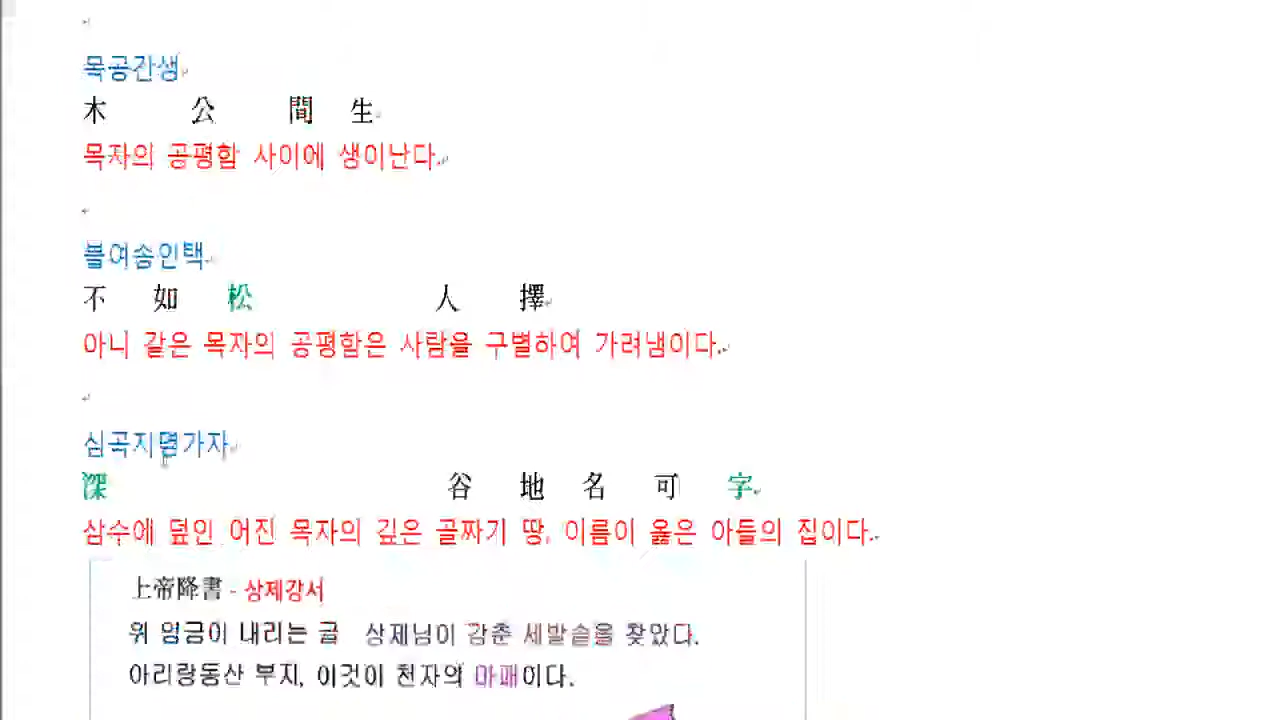 목공간생
木 公 間 生
목자의 공평함 사이에 생이난다.
불여송인택
不 如 松 人 擇
아니 같은 목자의 공평함은 사람을 구별하여 가려냄이다.
심곡지명가자
深 谷 地 名 可 字
삼수에 덮인 어진 목자의 깊은 골짜기 땅, 이름이 옳은 아들의 집이다.
上帝降書 - 상제강서
위 임금이 내리는 글 상제님이 감춘 세발솥을 찾았다.
아리랑동산 부지, 이것이 천자의 마패이다.